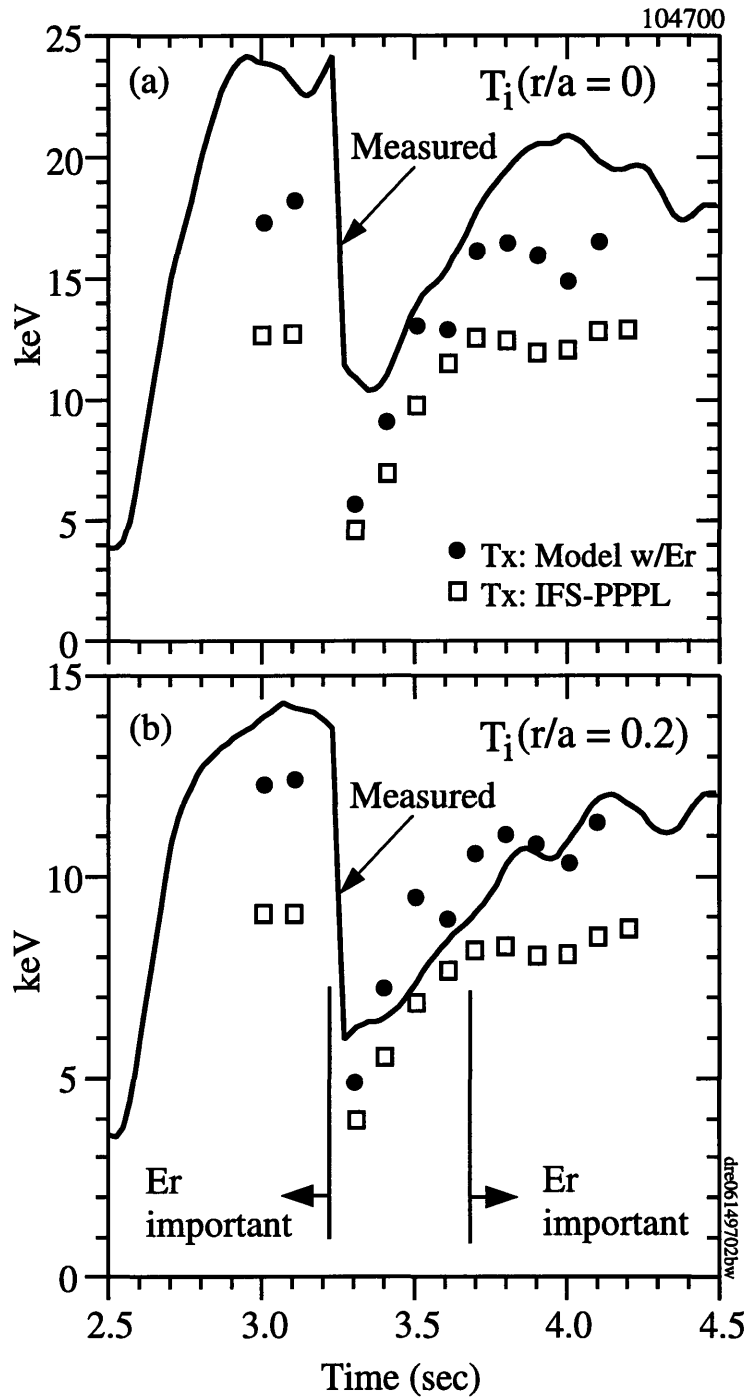 104700
25
(a)
Ti(r/a = 0)
20
Measured
15
keV
10
5
● Tx: Model w/Er
□ Tx: IFS-PPPL
0
15
(b)
Ti(r/a = 0.2)
Measured
10
keV
5
Er
important
Er
important
0
dre06149702bw
2.5 3.0 3.5 4.0 4.5
Time (sec)